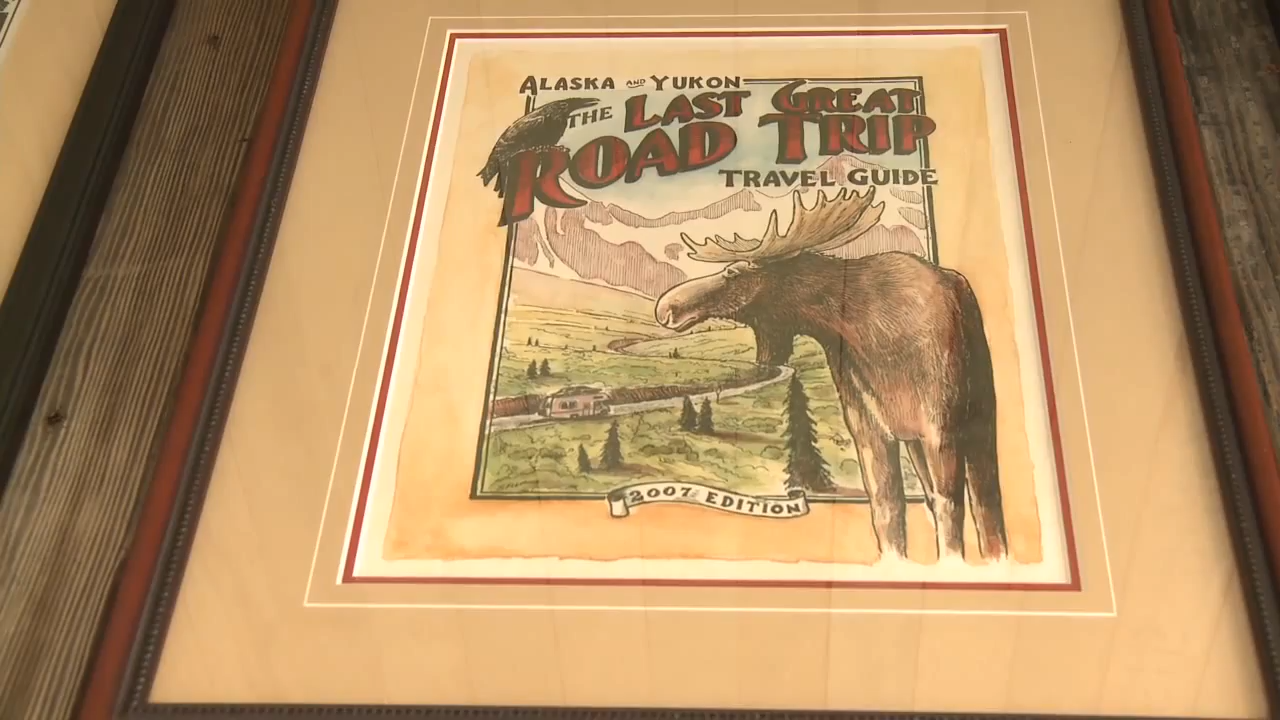 ALASKA AND YUKON
THE LAST GREAT
ROAD TRIP
TRAVEL GUIDE
2007 EDITION